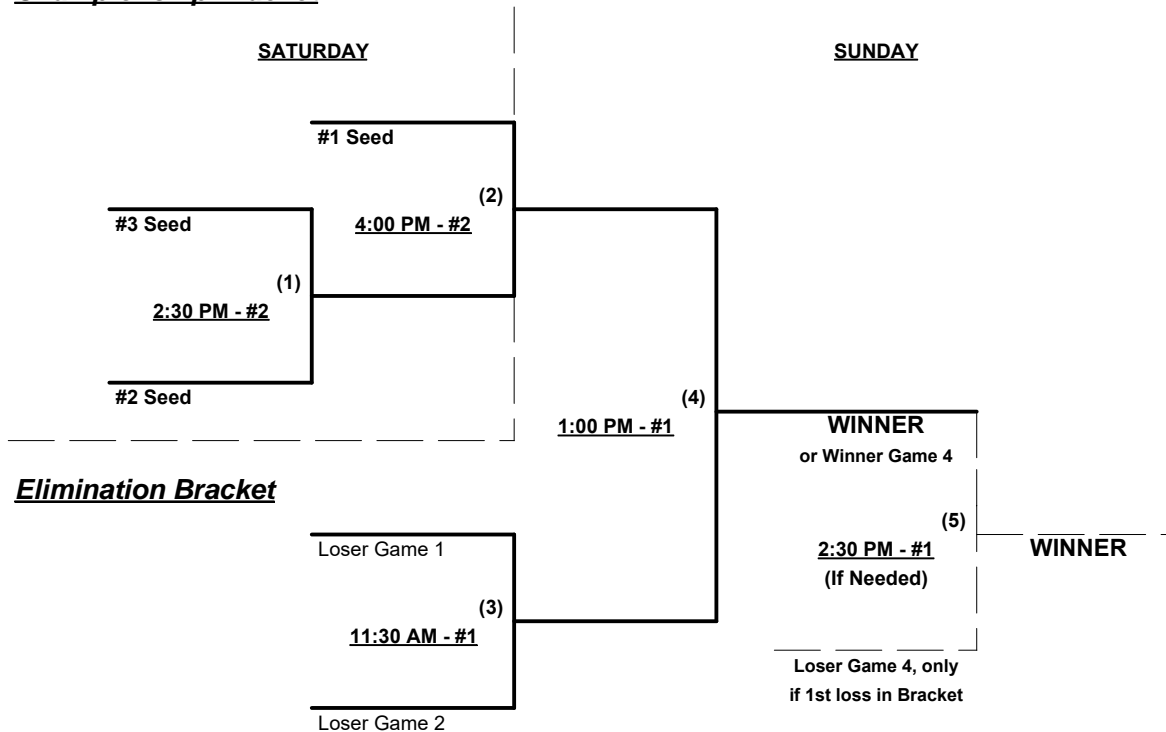 SATURDAY
SUNDAY
#1 Seed
(2)
#3 Seed
4:00 PM - #2
(1)
2:30 PM - #2
#2 Seed
(4)
1:00 PM - #1
WINNER
or Winner Game 4
Elimination Bracket
(5)
Loser Game 1
2:30 PM - #1
WINNER
(If Needed)
(3)
11:30 AM - #1
Loser Game 4, only
if 1st loss in Bracket
Loser Game 2